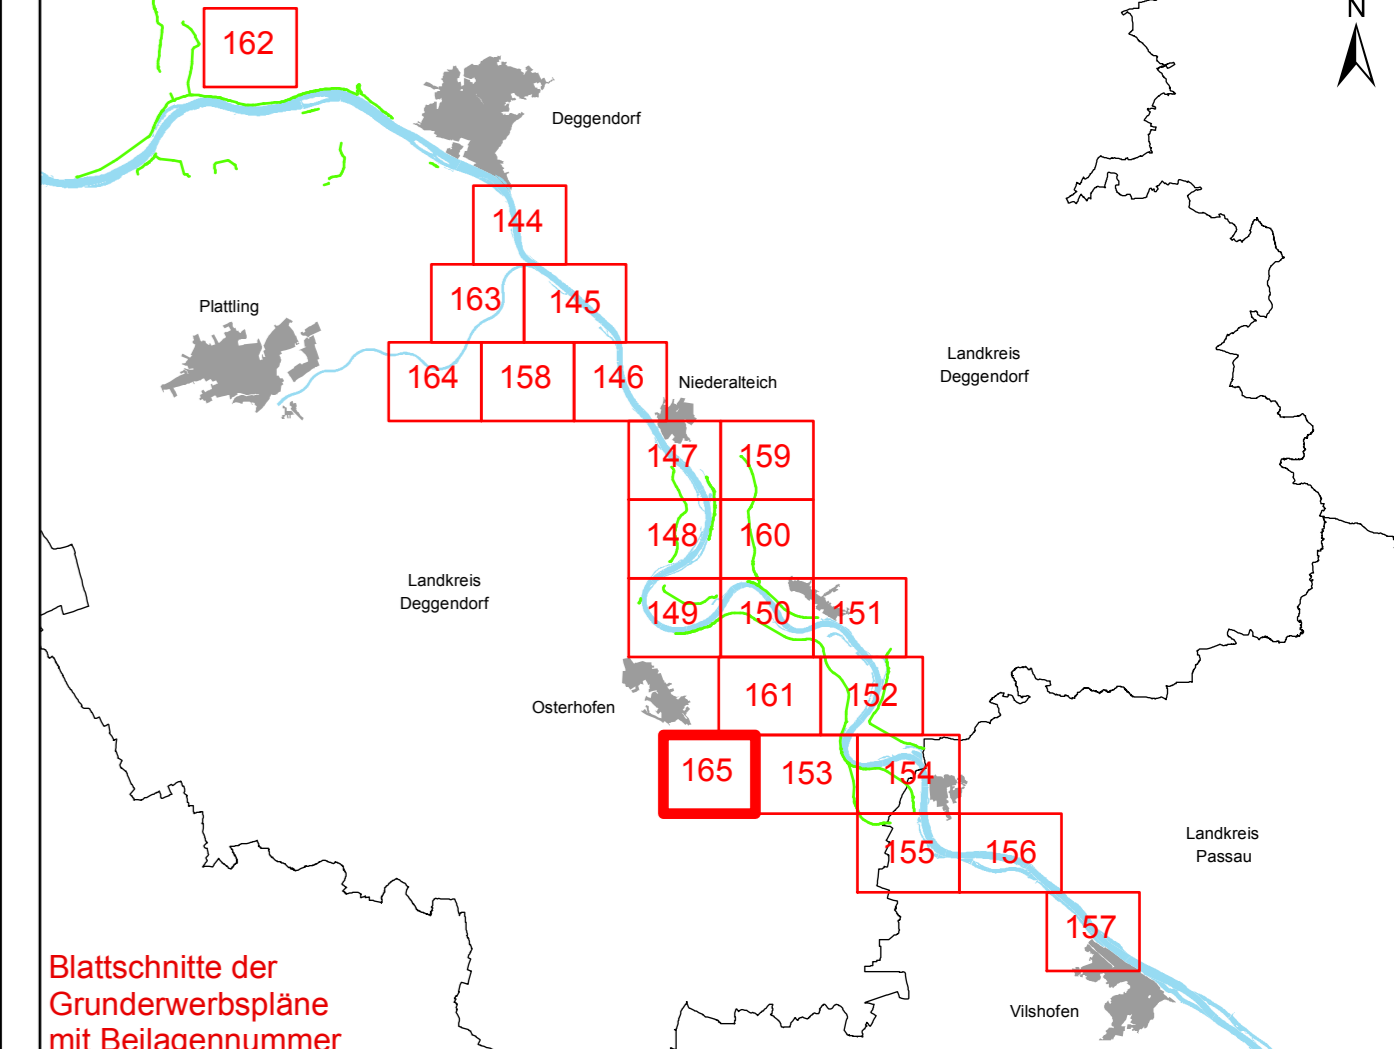 N
162
Deggendorf
144
Plattling
163
145
Landkreis
Deggendorf
164
158
146
Niederalteich
147
159
148
160
Landkreis
Deggendorf
149
150
151
Osterhofen
161
152
165
153
154
Landkreis
Passau
155
156
157
Vilshofen
Blattschnitte der
Grunderwerbspläne
mit Beilagennummer